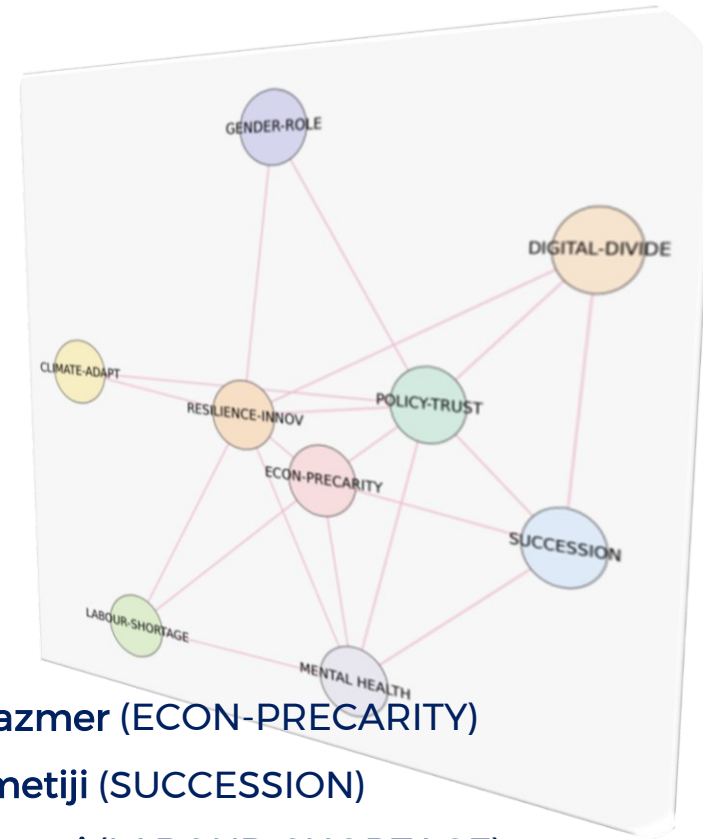 GENDER-ROLE
DIGITAL-DIVIDE
CLIMATE-ADAPT
RESILIENCE-INNOV
POLICY-TRUST
ECON-PRECARITY
SUCCESSION
LABOUR-SHORTAGE
MENTAL HEALTH
azmer (ECON-PRECARITY)
metiji (SUCCESSION)